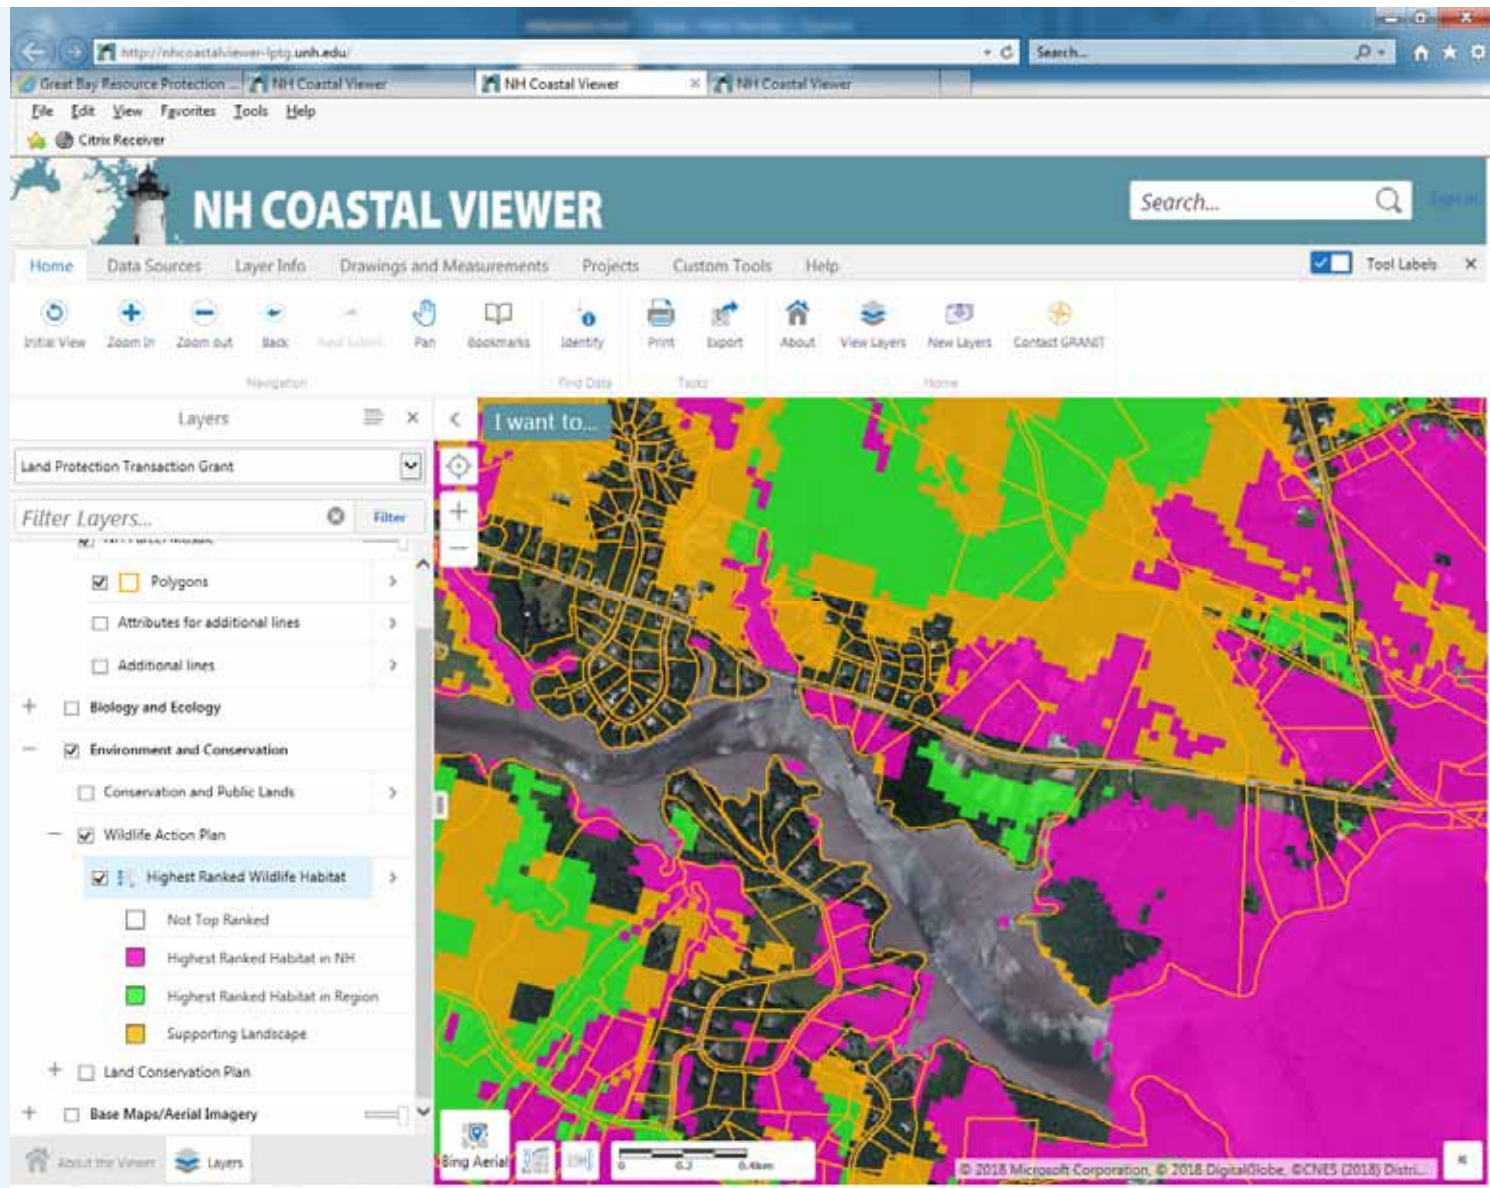 http://nhcoastalviewer-lptg.unh.edu/
Search...
Great Bay Resource Protection ...
NH Coastal Viewer
NH Coastal Viewer
NH Coastal Viewer
File Edit View Favorites Tools Help
Citrix Receiver
NH COASTAL VIEWER
Search...
Sign in
Home Data Sources Layer Info Drawings and Measurements Projects Custom Tools Help
Tool Labels
Initial View Zoom In Zoom out Back Pan Bookmarks Identify Print Export About View Layers New Layers Contact GRANIT
Navigation Find Data Tasks Home
Layers
I want to...
Land Protection Transaction Grant
Filter Layers...
Filter
NH Parcel Mosaic
Polygons
Attributes for additional lines
Additional lines
Biology and Ecology
Environment and Conservation
Conservation and Public Lands
Wildlife Action Plan
Highest Ranked Wildlife Habitat
Not Top Ranked
Highest Ranked Habitat in NH
Highest Ranked Habitat in Region
Supporting Landscape
Land Conservation Plan
Base Maps/Aerial Imagery
About the Viewer
Layers
Bing Aerial
0 0.2 0.4km
© 2018 Microsoft Corporation, © 2018 DigitalGlobe, ©CNES (2018) Distri...